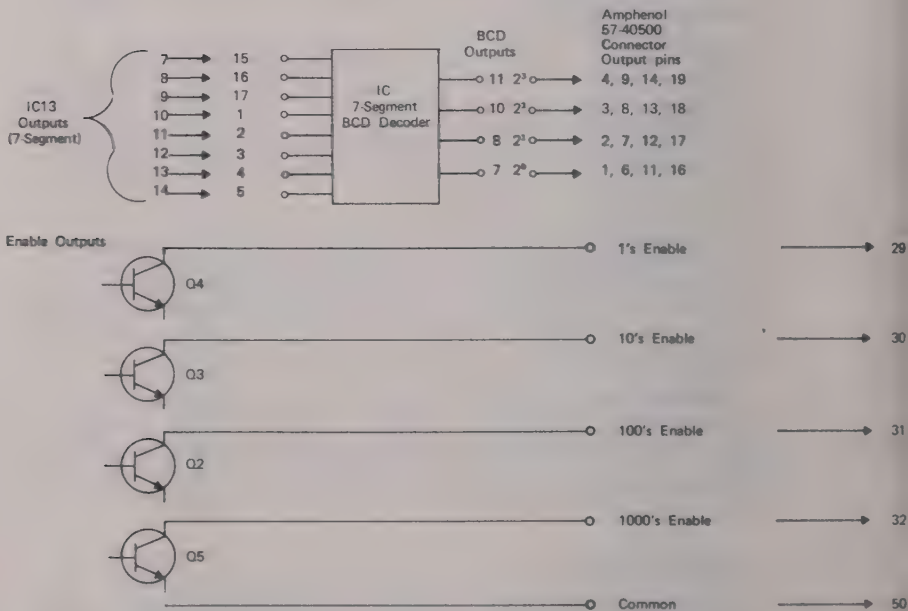 Amphenol
57-40500
Connector
Output pins
BCD
Outputs
IC13
Outputs
(7-Segment)
7 15
8 16
9 17
10 1
11 2
12 3
13 4
14 5
IC
7-Segment
BCD Decoder
11 2³ 4, 9, 14, 19
10 2³ 3, 8, 13, 18
8 2¹ 2, 7, 12, 17
7 2⁰ 1, 6, 11, 16
Enable Outputs
Q4
1's Enable 29
Q3
10's Enable 30
Q2
100's Enable 31
Q5
1000's Enable 32
Common 50